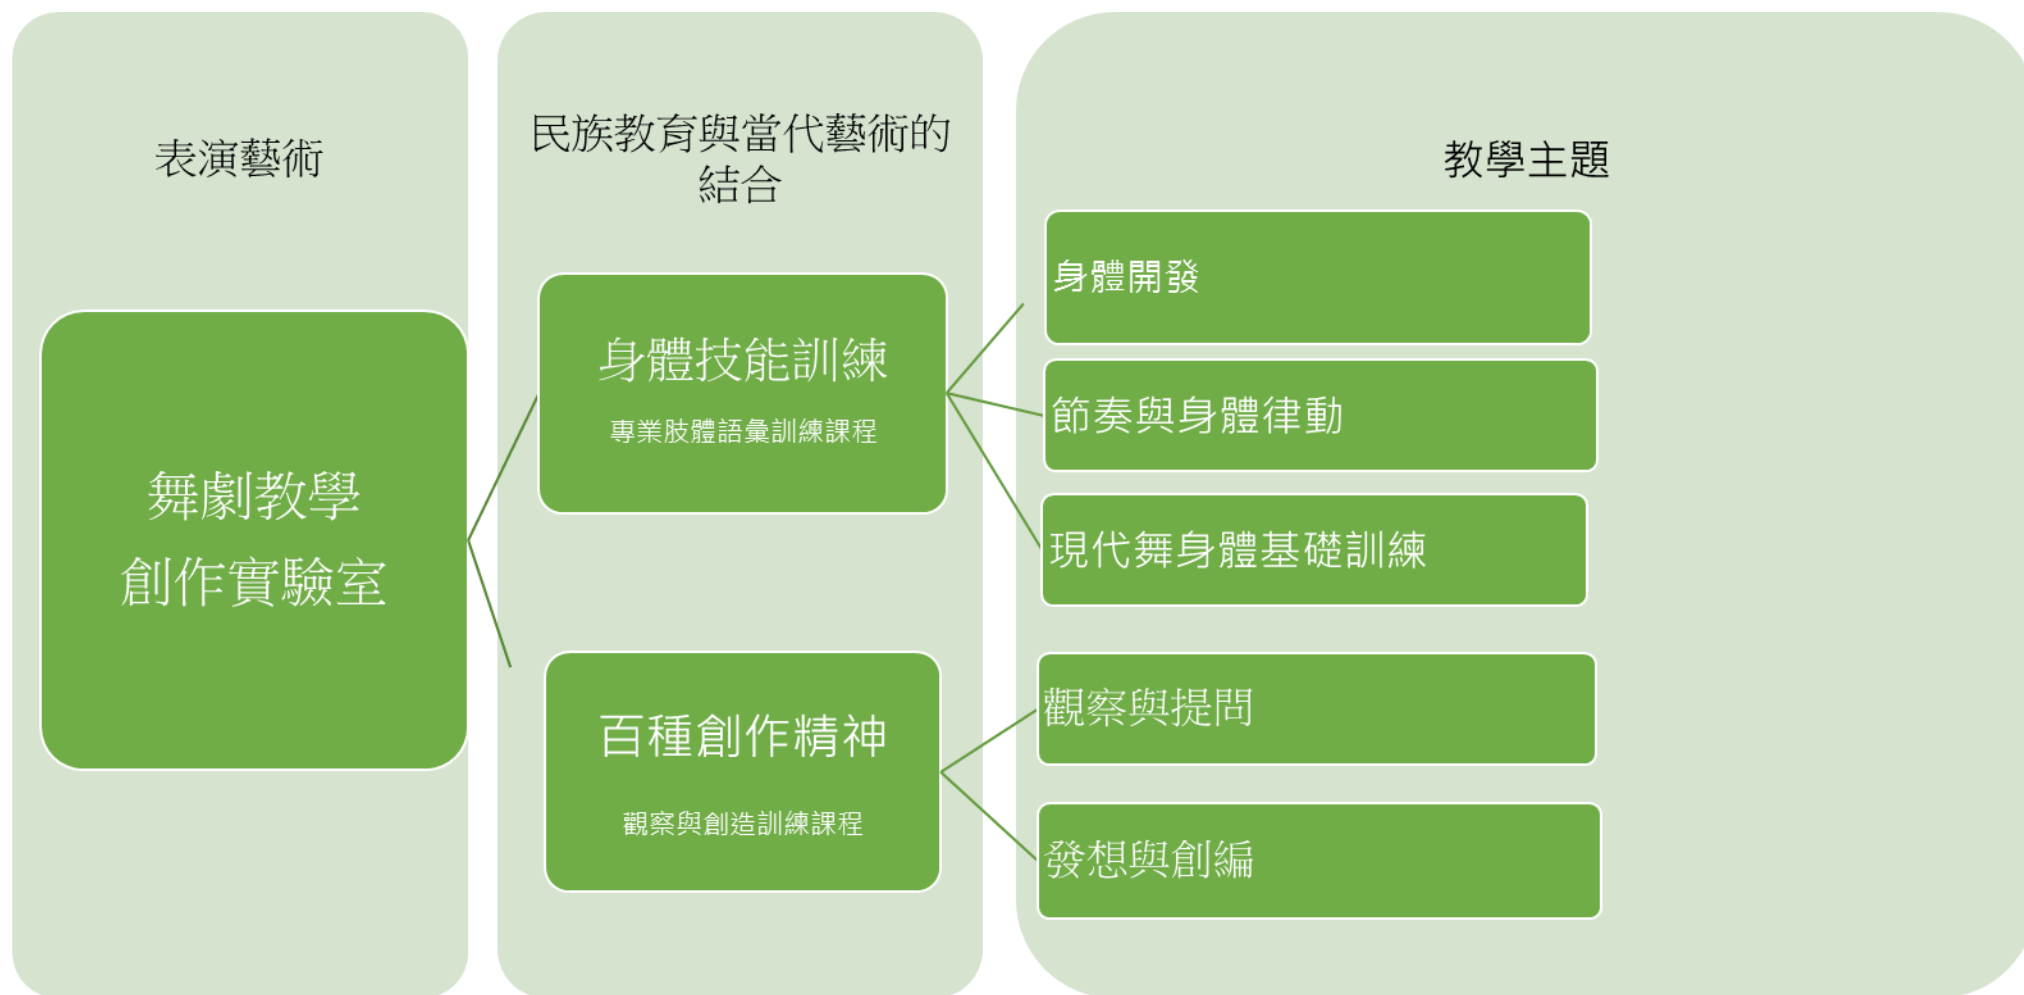 表演藝術
民族教育與當代藝術的
結合
教學主題
舞劇教學
創作實驗室
身體技能訓練
專業肢體語彙訓練課程
百種創作精神
觀察與創造訓練課程
身體開發
節奏與身體律動
現代舞身體基礎訓練
觀察與提問
發想與創編